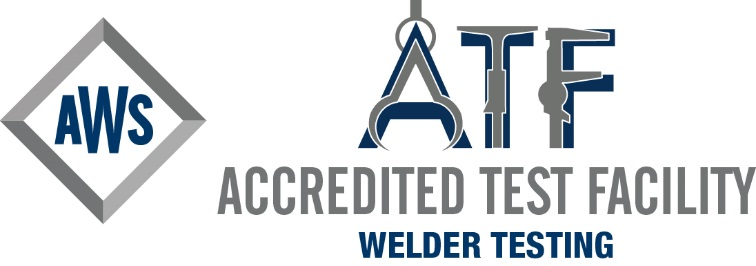 AWS
ATF
ACCREDITED TEST FACILITY
WELDER TESTING